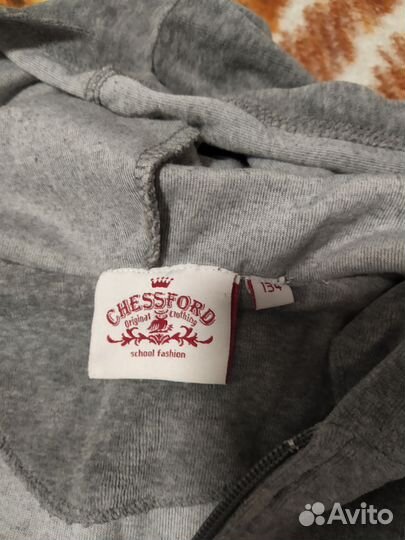 CHESSFORD
Original Clothing
school fashion
134
Avito